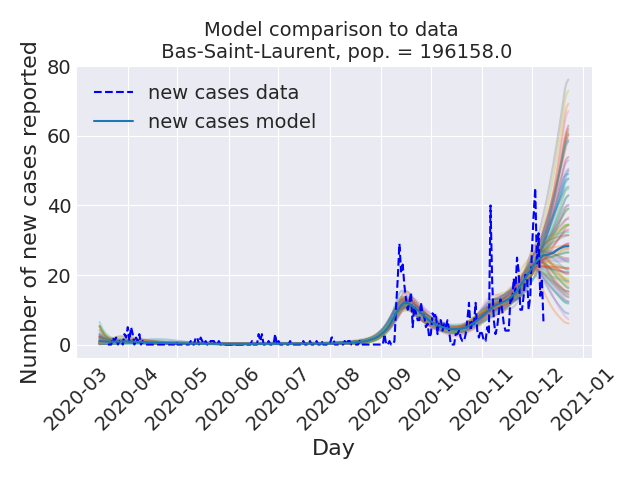 Model comparison to data
Bas-Saint-Laurent, pop. = 196158.0
Number of new cases reported
80
60
40
20
0
new cases data
new cases model
2020-03
2020-04
2020-05
2020-06
2020-07
2020-08
2020-09
2020-10
2020-11
2020-12
2021-01
Day